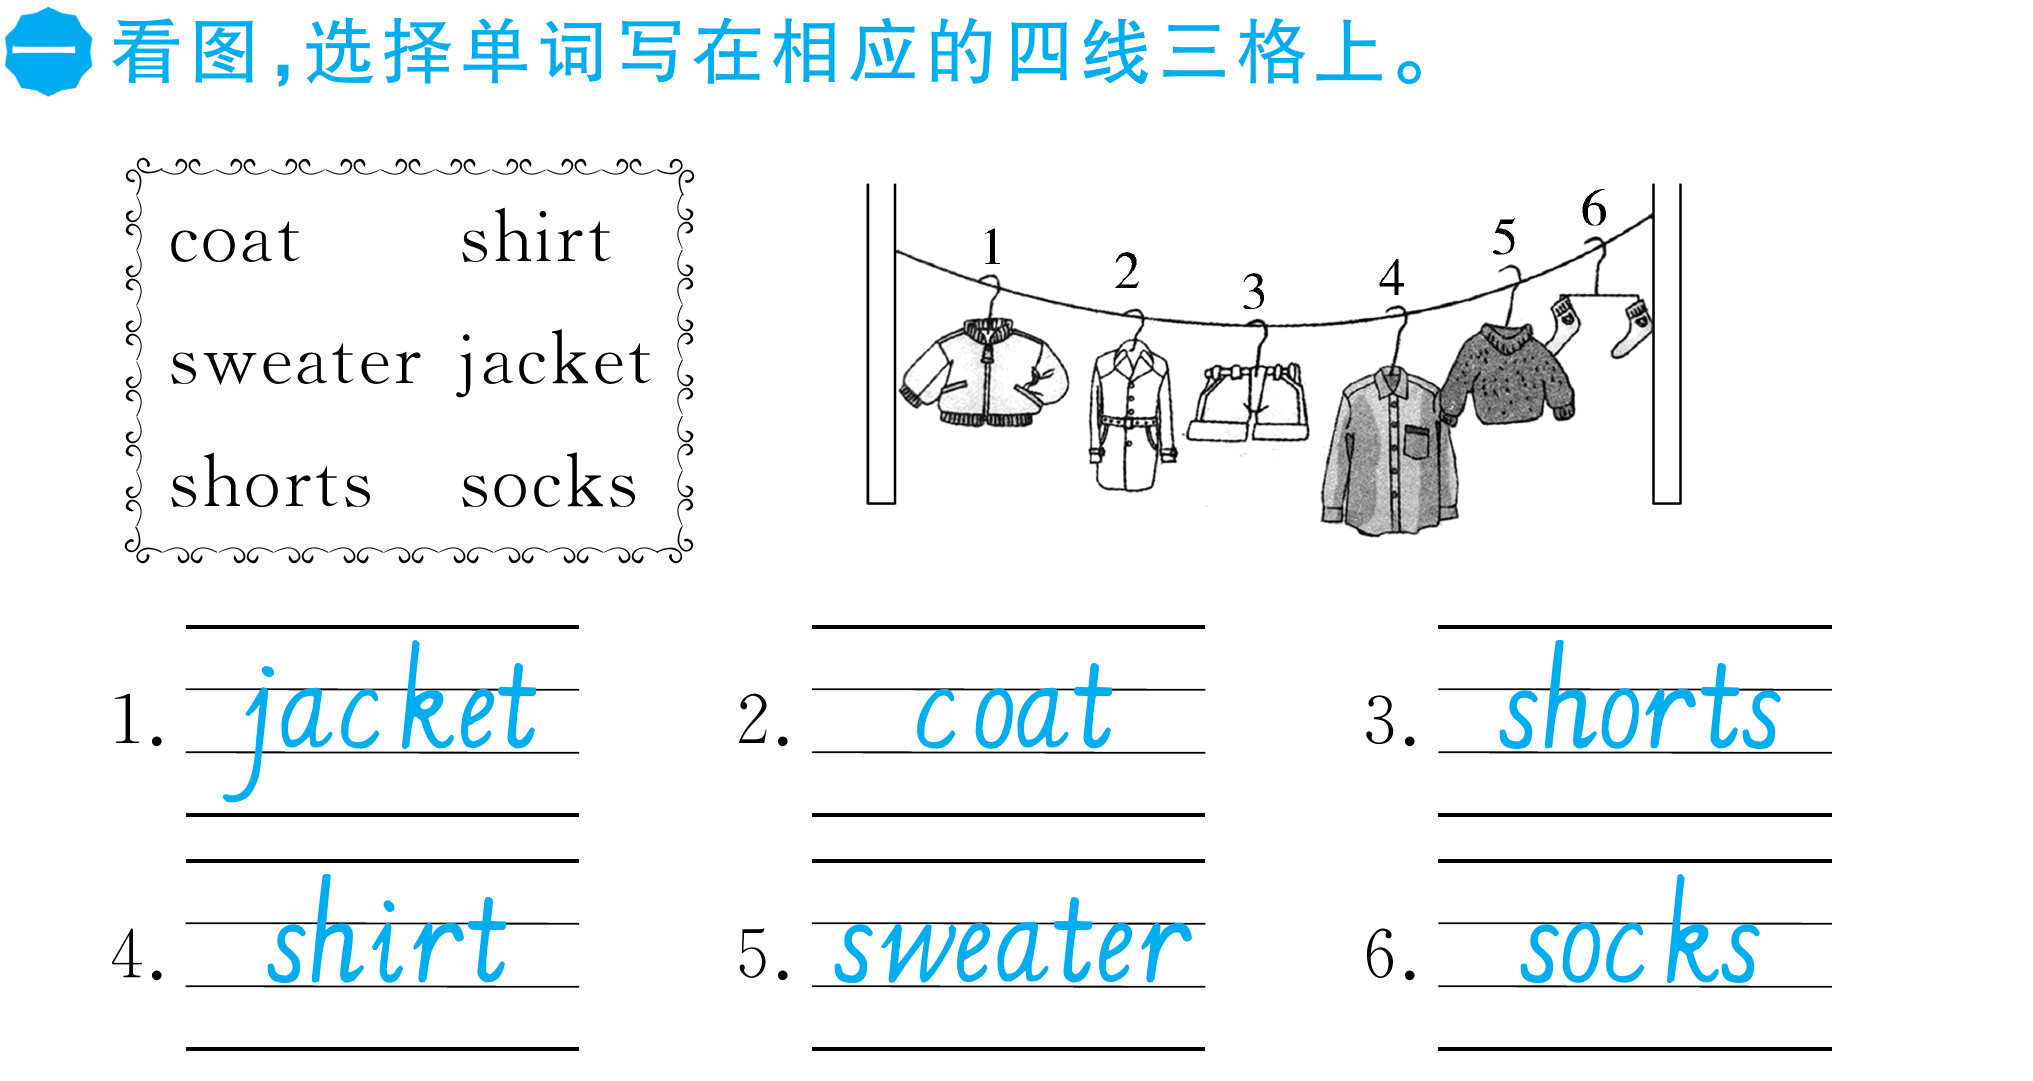 一 看图,选择单词写在相应的四线三格上。
coat shirt
sweater jacket
shorts socks
1 2 3 4 5 6
1. jacket 2. coat 3. shorts
4. shirt 5. sweater 6. socks